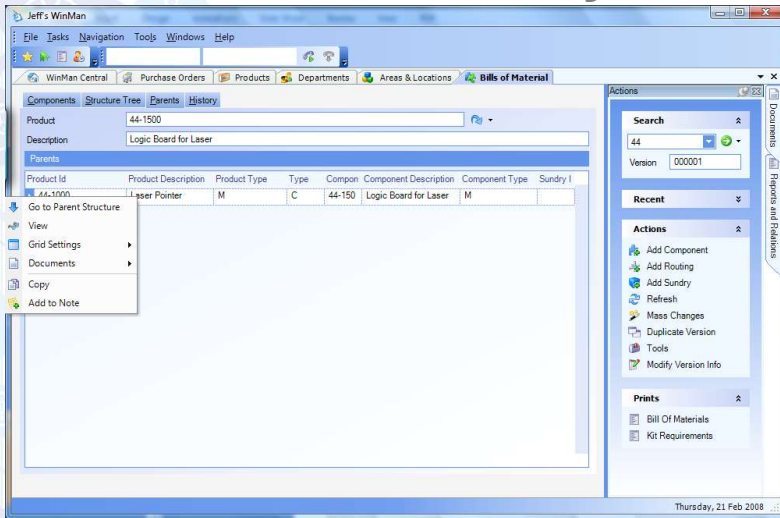 Jeff's WinMan
File Tasks Navigation Tools Windows Help
WinMan Central Purchase Orders Products Departments Areas & Locations Bills of Material
Components Structure Tree Parents History
Product 44-1500
Description Logic Board for Laser
Parents
Product Id Product Description Product Type Type Compon Component Description Component Type Sundry I
44-1000 Laser Pointer M C 44-150 Logic Board for Laser M
Go to Parent Structure
View
Grid Settings
Documents
Copy
Add to Note
Actions
Search
44
Version 000001
Recent
Actions
Add Component
Add Routing
Add Sundry
Refresh
Mass Changes
Duplicate Version
Tools
Modify Version Info
Prints
Bill Of Materials
Kit Requirements
Documents
Reports and Relations
Thursday, 21 Feb 2008